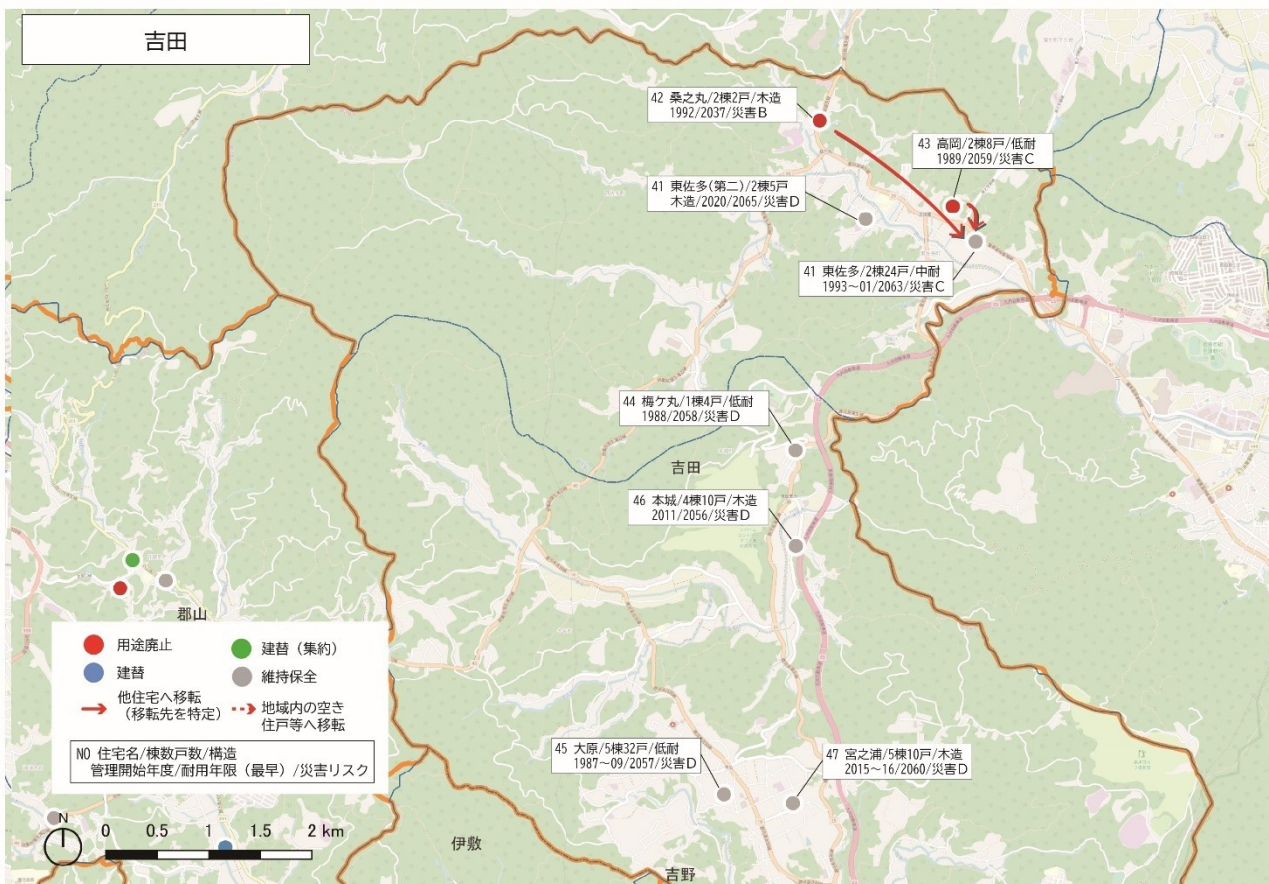 吉田
42 桑之丸/2棟2戸/木造
1992/2037/災害B
43 高岡/2棟8戸/低耐
1989/2059/災害C
41 東佐多(第二)/2棟5戸
木造/2020/2065/災害D
41 東佐多/2棟24戸/中耐
1993～01/2063/災害C
44 梅ケ丸/1棟4戸/低耐
1988/2058/災害D
吉田
46 本城/4棟10戸/木造
2011/2056/災害D
郡山
用途廃止
建替（集約）
建替
維持保全
他住宅へ移転
（移転先を特定）
地域内の空き
住戸等へ移転
NO 住宅名/棟数戸数/構造
管理開始年度/耐用年限（最早）/災害リスク
45 大原/5棟32戸/低耐
1987～09/2057/災害D
47 宮之浦/5棟10戸/木造
2015～16/2060/災害D
N
0 0.5 1 1.5 2 km
伊敷
吉野